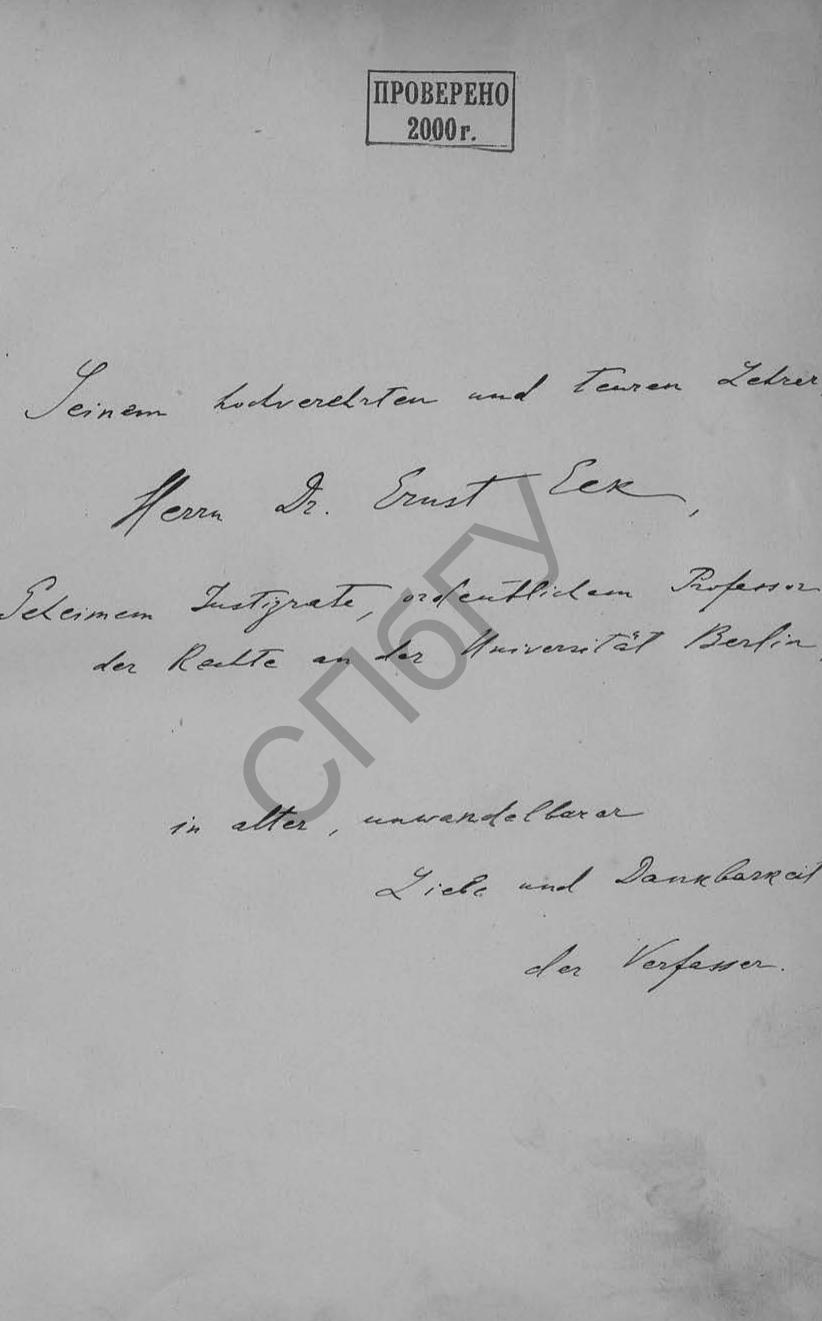 ПРОВЕРЕНО
2000 г.
Seinem hochverehrten und teuren Lehrer,
Herrn Dr. Ernst Eck,
Geheimem Justizrate, ordentlichem Professor
der Rechte an der Universität Berlin,
СПбГУ
in alter, unwandelbarer
Liebe und Dankbarkeit
der Verfasser.